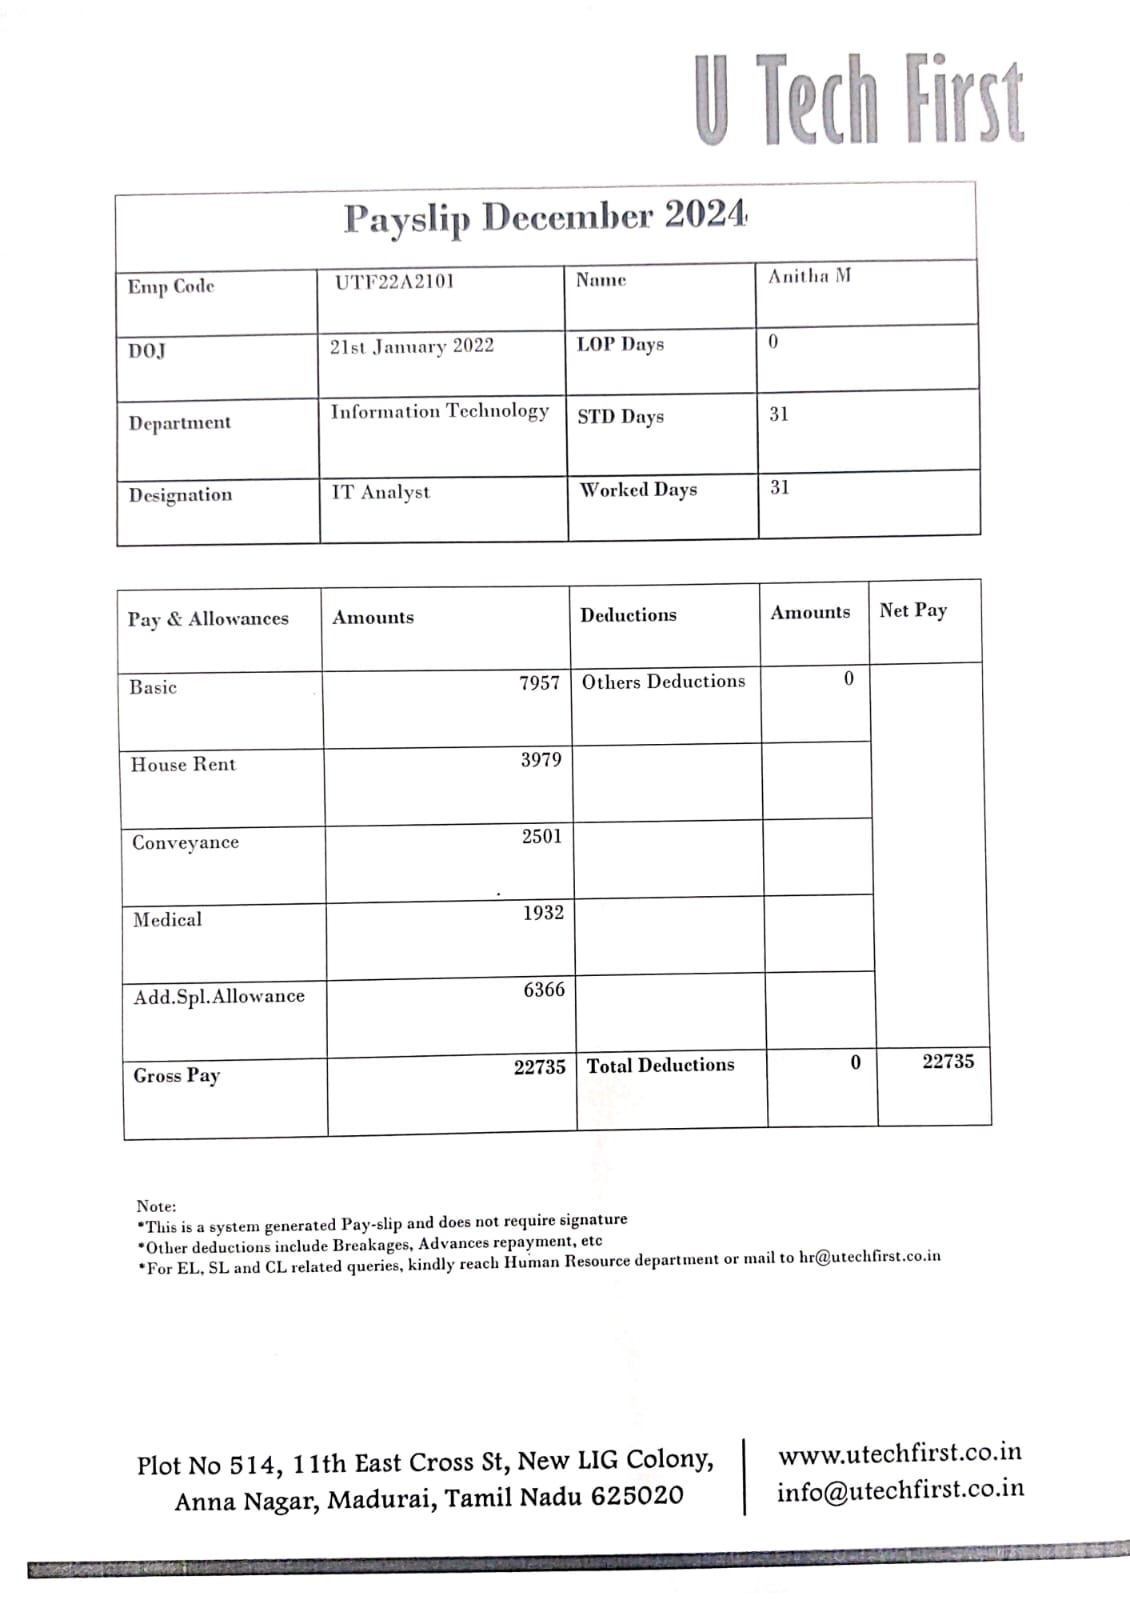 U Tech First
Payslip December 2024
Emp Code UTF22A2101 Name Anitha M
DOJ 21st January 2022 LOP Days 0
Department Information Technology STD Days 31
Designation IT Analyst Worked Days 31
Pay & Allowances Amounts Deductions Amounts Net Pay
Basic 7957 Others Deductions 0
House Rent 3979
Conveyance 2501
Medical 1932
Add.Spl.Allowance 6366
Gross Pay 22735 Total Deductions 0 22735
Note:
*This is a system generated Pay-slip and does not require signature
*Other deductions include Breakages, Advances repayment, etc
*For EL, SL and CL related queries, kindly reach Human Resource department or mail to hr@utechfirst.co.in
Plot No 514, 11th East Cross St, New LIG Colony,
Anna Nagar, Madurai, Tamil Nadu 625020
www.utechfirst.co.in
info@utechfirst.co.in